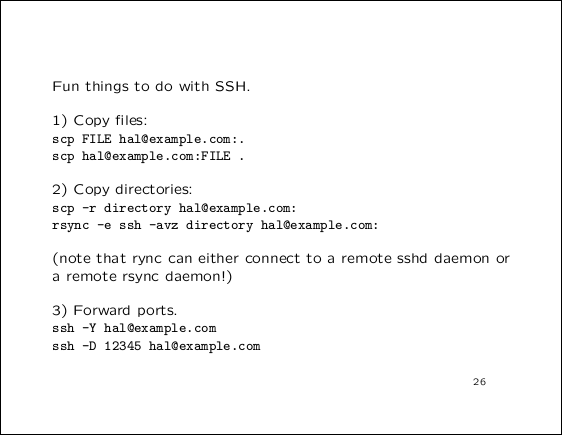 Fun things to do with SSH.
1) Copy files:
scp FILE hal@example.com:.
scp hal@example.com:FILE .
2) Copy directories:
scp -r directory hal@example.com:
rsync -e ssh -avz directory hal@example.com:
(note that rync can either connect to a remote sshd daemon or
a remote rsync daemon!)
3) Forward ports.
ssh -Y hal@example.com
ssh -D 12345 hal@example.com
26